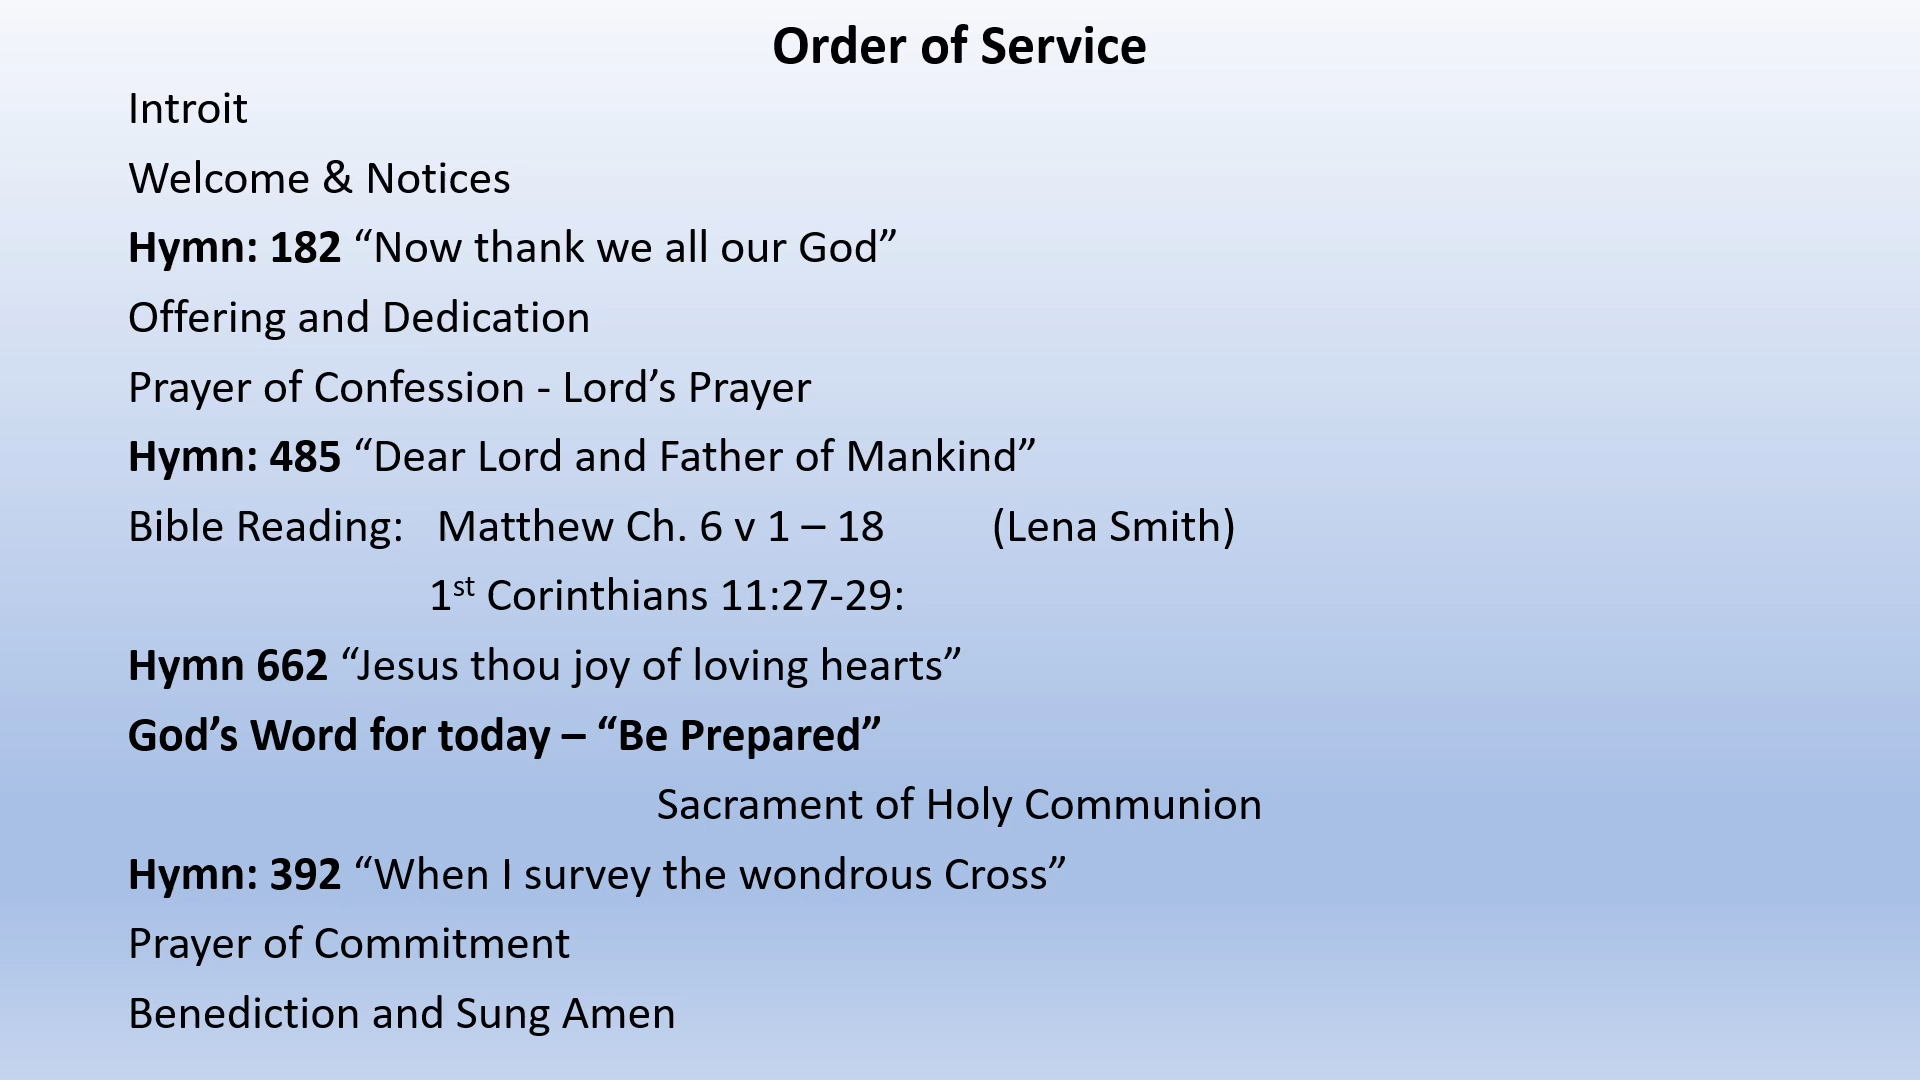 Order of Service
Introit
Welcome & Notices
Hymn: 182 “Now thank we all our God”
Offering and Dedication
Prayer of Confession - Lord’s Prayer
Hymn: 485 “Dear Lord and Father of Mankind”
Bible Reading: Matthew Ch. 6 v 1 – 18 (Lena Smith)
1st Corinthians 11:27-29:
Hymn 662 “Jesus thou joy of loving hearts”
God’s Word for today – “Be Prepared”
Sacrament of Holy Communion
Hymn: 392 “When I survey the wondrous Cross”
Prayer of Commitment
Benediction and Sung Amen